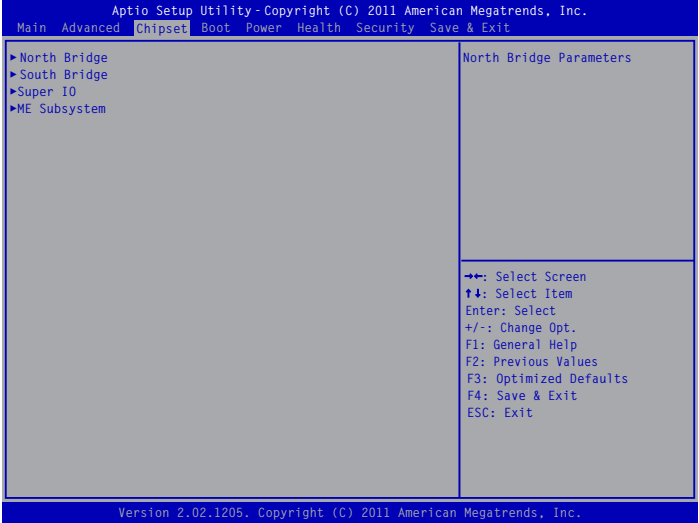 Aptio Setup Utility - Copyright (C) 2011 American Megatrends, Inc.
Main Advanced Chipset Boot Power Health Security Save & Exit
►North Bridge
►South Bridge
►Super IO
►ME Subsystem
North Bridge Parameters
→←: Select Screen
↑↓: Select Item
Enter: Select
+/-: Change Opt.
F1: General Help
F2: Previous Values
F3: Optimized Defaults
F4: Save & Exit
ESC: Exit
Version 2.02.1205. Copyright (C) 2011 American Megatrends, Inc.